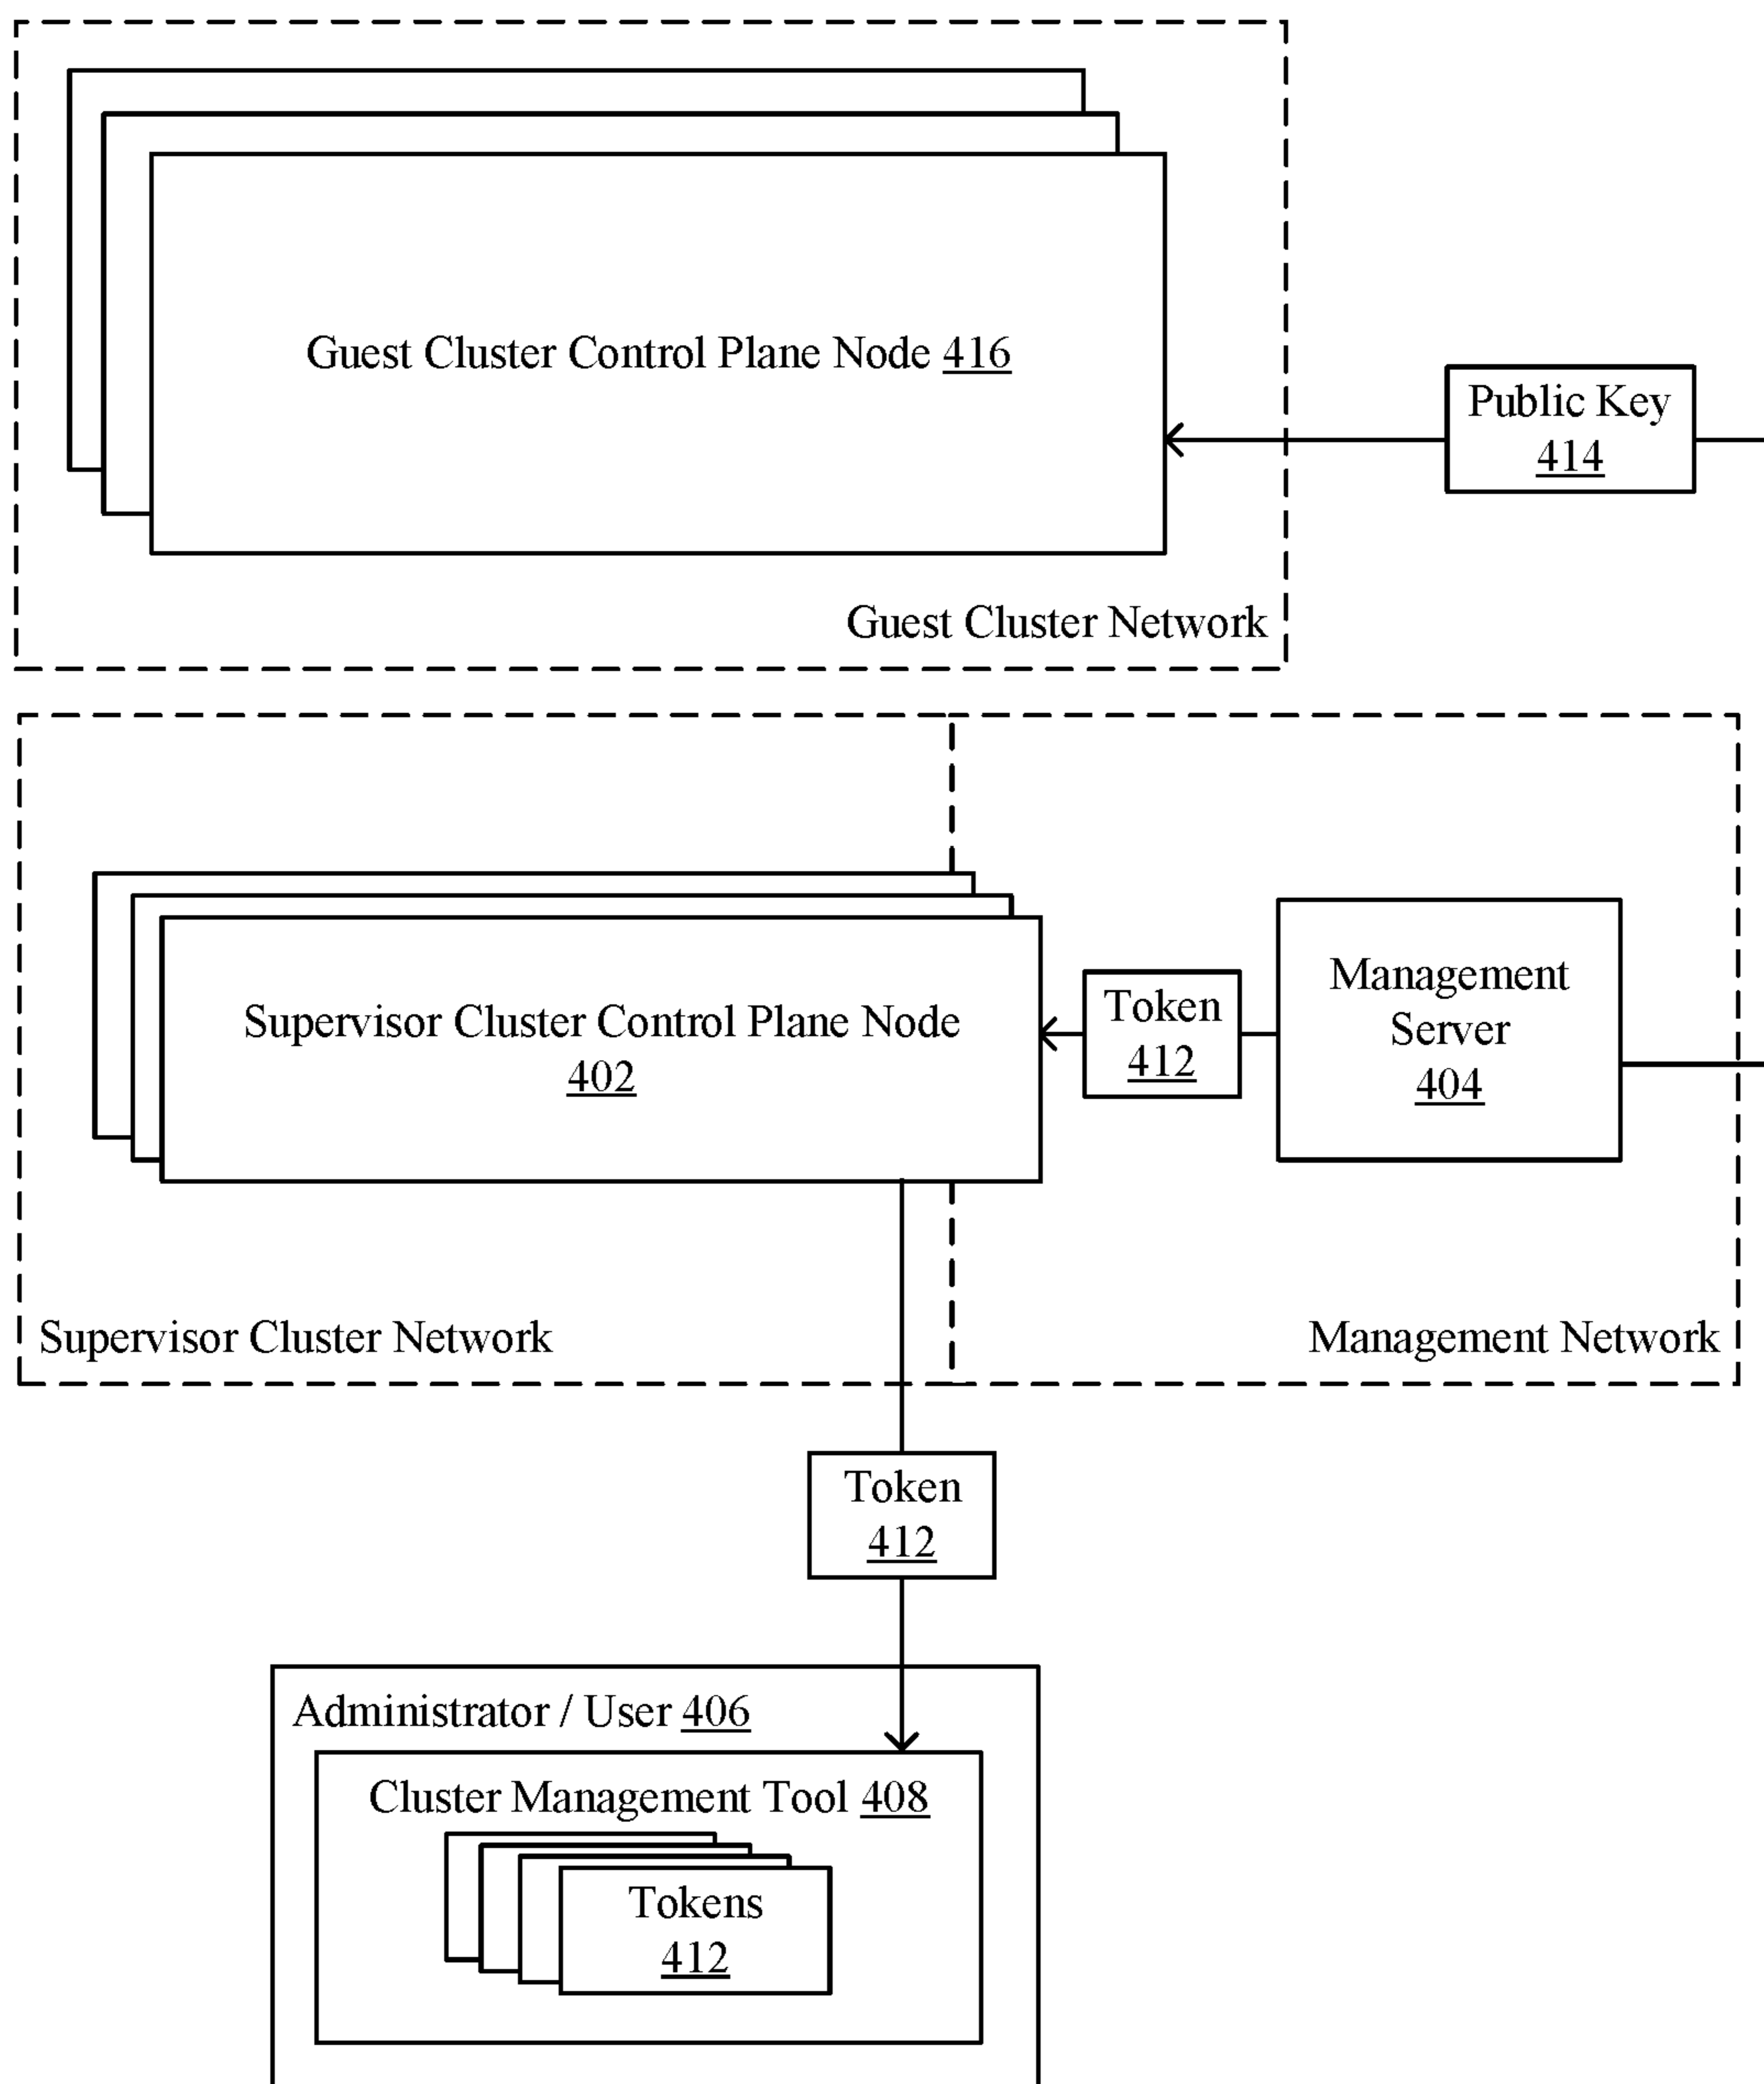 Guest Cluster Control Plane Node 416
Public Key
414
Guest Cluster Network
Supervisor Cluster Control Plane Node
402
Token
412
Management
Server
404
Supervisor Cluster Network
Management Network
Token
412
Administrator / User 406
Cluster Management Tool 408
Tokens
412